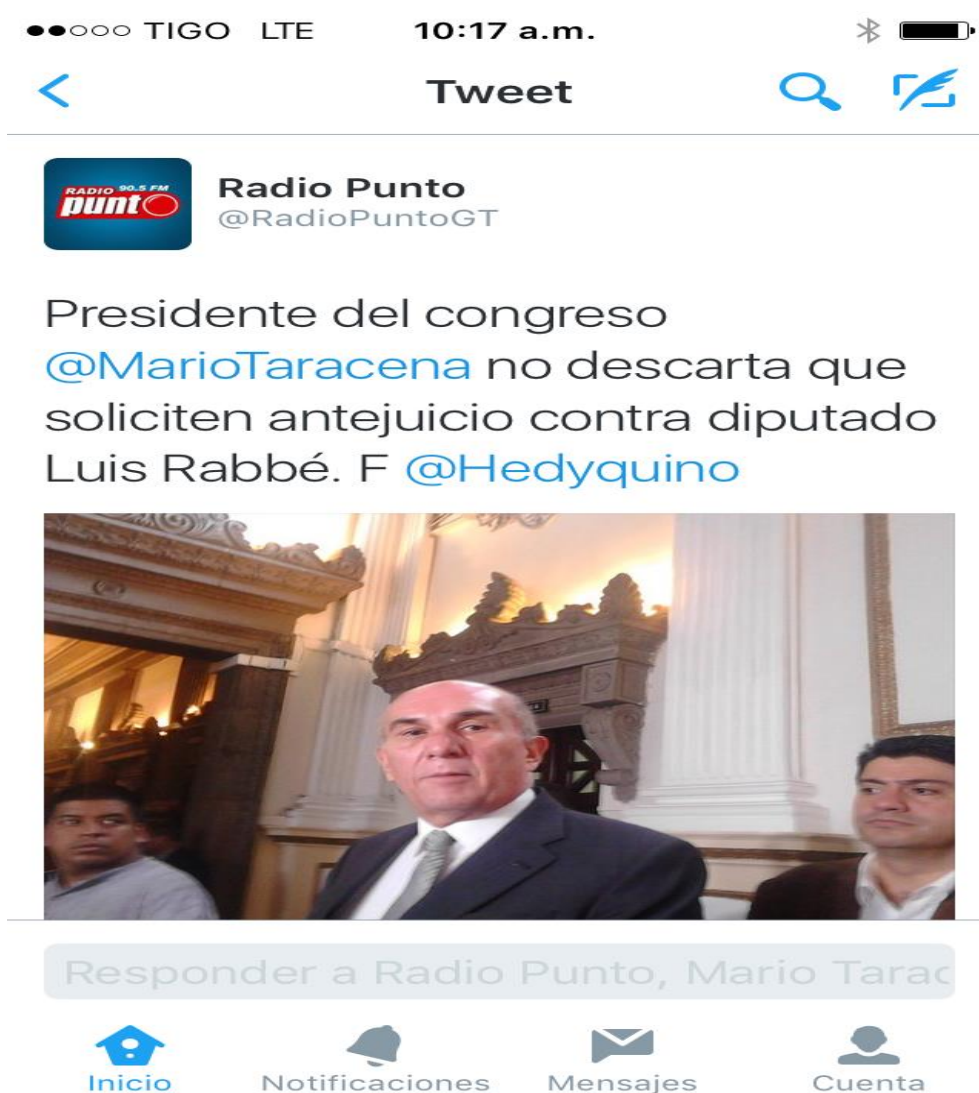 TIGO LTE 10:17 a.m.
Tweet
RADIO 90.5 FM
punto
Radio Punto
@RadioPuntoGT
Presidente del congreso
@MarioTaracena no descarta que
soliciten antejuicio contra diputado
Luis Rabbé. F @Hedyquino
Responder a Radio Punto, Mario Tarac
Inicio Notificaciones Mensajes Cuenta